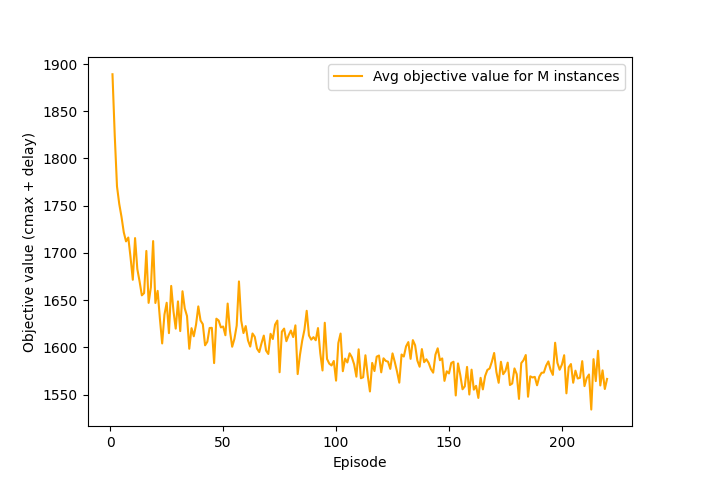 1900
1850
1800
1750
1700
1650
1600
1550
Objective value (cmax + delay)
Avg objective value for M instances
0 50 100 150 200
Episode